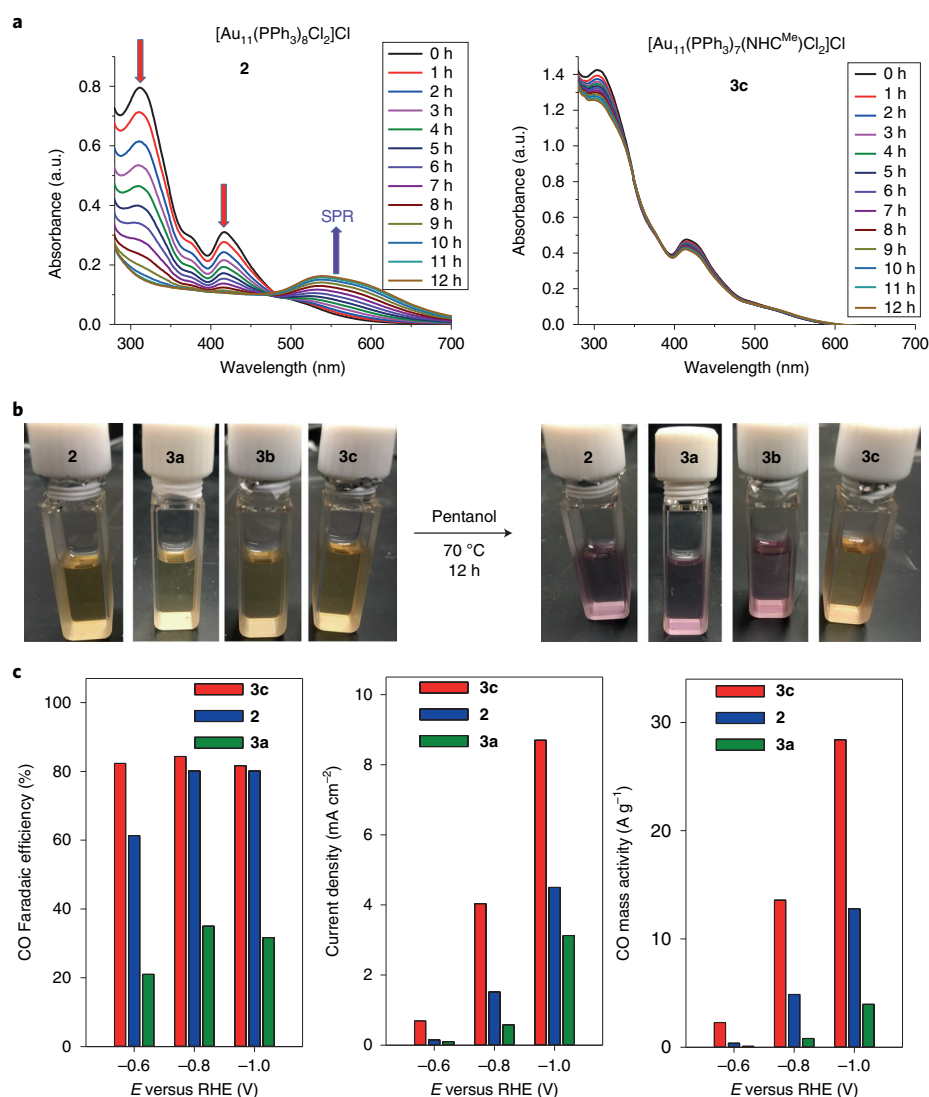 a
[Au₁₁(PPh₃)₈Cl₂]Cl
2
0 h
1 h
2 h
3 h
4 h
5 h
6 h
7 h
8 h
9 h
10 h
11 h
12 h
SPR
0.8
0.6
0.4
0.2
0.0
Absorbance (a.u.)
300
400
500
600
700
Wavelength (nm)
[Au₁₁(PPh₃)₇(NHCᴹᵉ)Cl₂]Cl
3c
0 h
1 h
2 h
3 h
4 h
5 h
6 h
7 h
8 h
9 h
10 h
11 h
12 h
1.4
1.2
1.0
0.8
0.6
0.4
0.2
0.0
Absorbance (a.u.)
300
400
500
600
700
Wavelength (nm)
b
2
3a
3b
3c
Pentanol
70 °C
12 h
2
3a
3b
3c
c
3c
2
3a
100
80
60
40
20
0
CO Faradaic efficiency (%)
–0.6
–0.8
–1.0
E versus RHE (V)
3c
2
3a
10
8
6
4
2
0
Current density (mA cm⁻²)
–0.6
–0.8
–1.0
E versus RHE (V)
3c
2
3a
30
20
10
0
CO mass activity (A g⁻¹)
–0.6
–0.8
–1.0
E versus RHE (V)